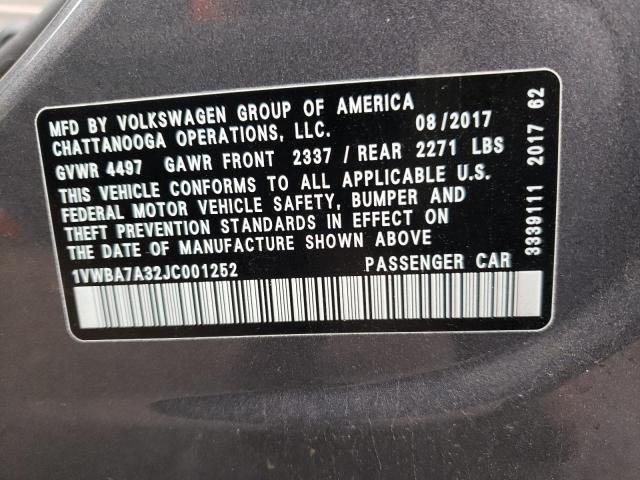 MFD BY VOLKSWAGEN GROUP OF AMERICA
CHATTANOOGA OPERATIONS, LLC. 08/2017
GVWR 4497 GAWR FRONT 2337 / REAR 2271 LBS
THIS VEHICLE CONFORMS TO ALL APPLICABLE U.S.
FEDERAL MOTOR VEHICLE SAFETY, BUMPER AND
THEFT PREVENTION STANDARDS IN EFFECT ON
THE DATE OF MANUFACTURE SHOWN ABOVE
1VWBA7A32JC001252 PASSENGER CAR
3339111 2017 62